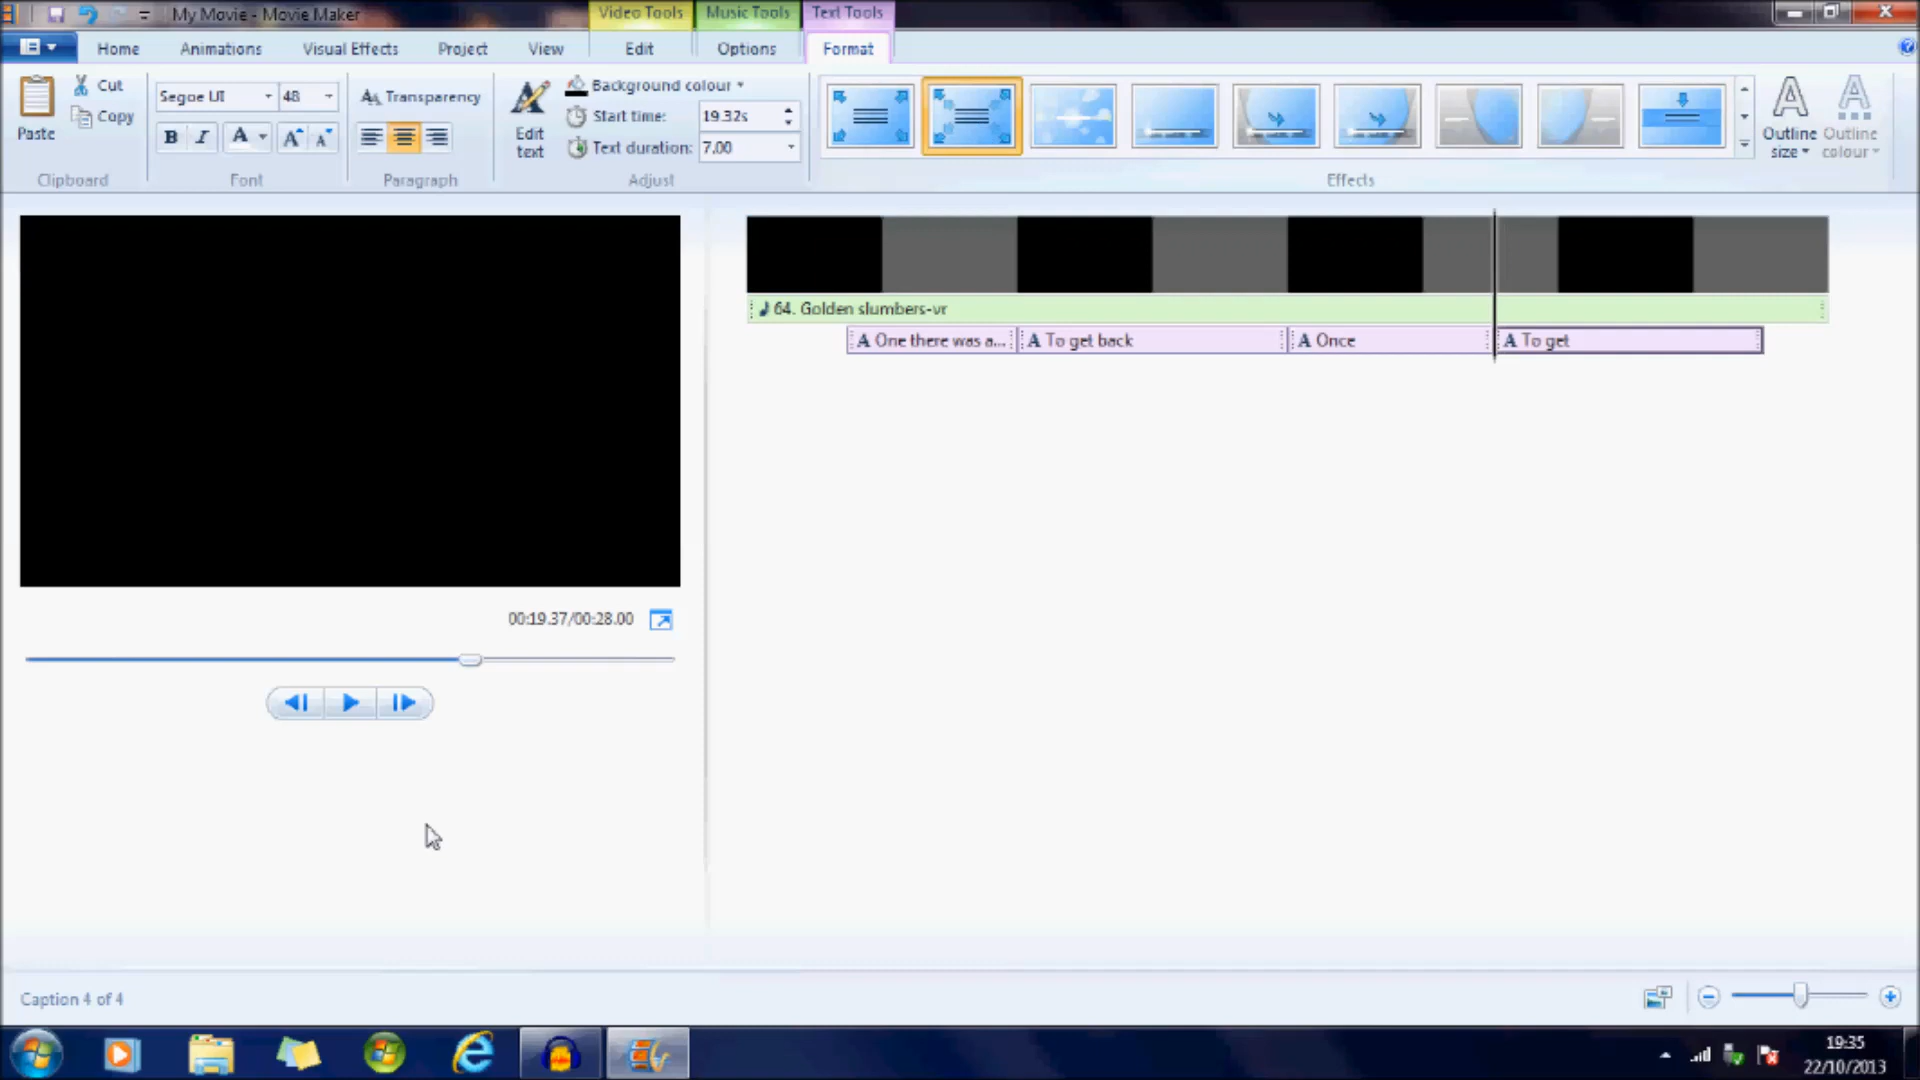 My Movie - Movie Maker
Video Tools
Music Tools
Text Tools
Home
Animations
Visual Effects
Project
View
Edit
Options
Format
Paste
Cut
Copy
Clipboard
Segoe UI
48
B I A A A
Font
Transparency
Paragraph
Edit text
Background colour
Start time: 19.32s
Text duration: 7.00
Adjust
Effects
Outline size
Outline colour
64. Golden slumbers-vr
A One there was a...
A To get back
A Once
A To get
00:19.37/00:28.00
Caption 4 of 4
19:35
22/10/2013